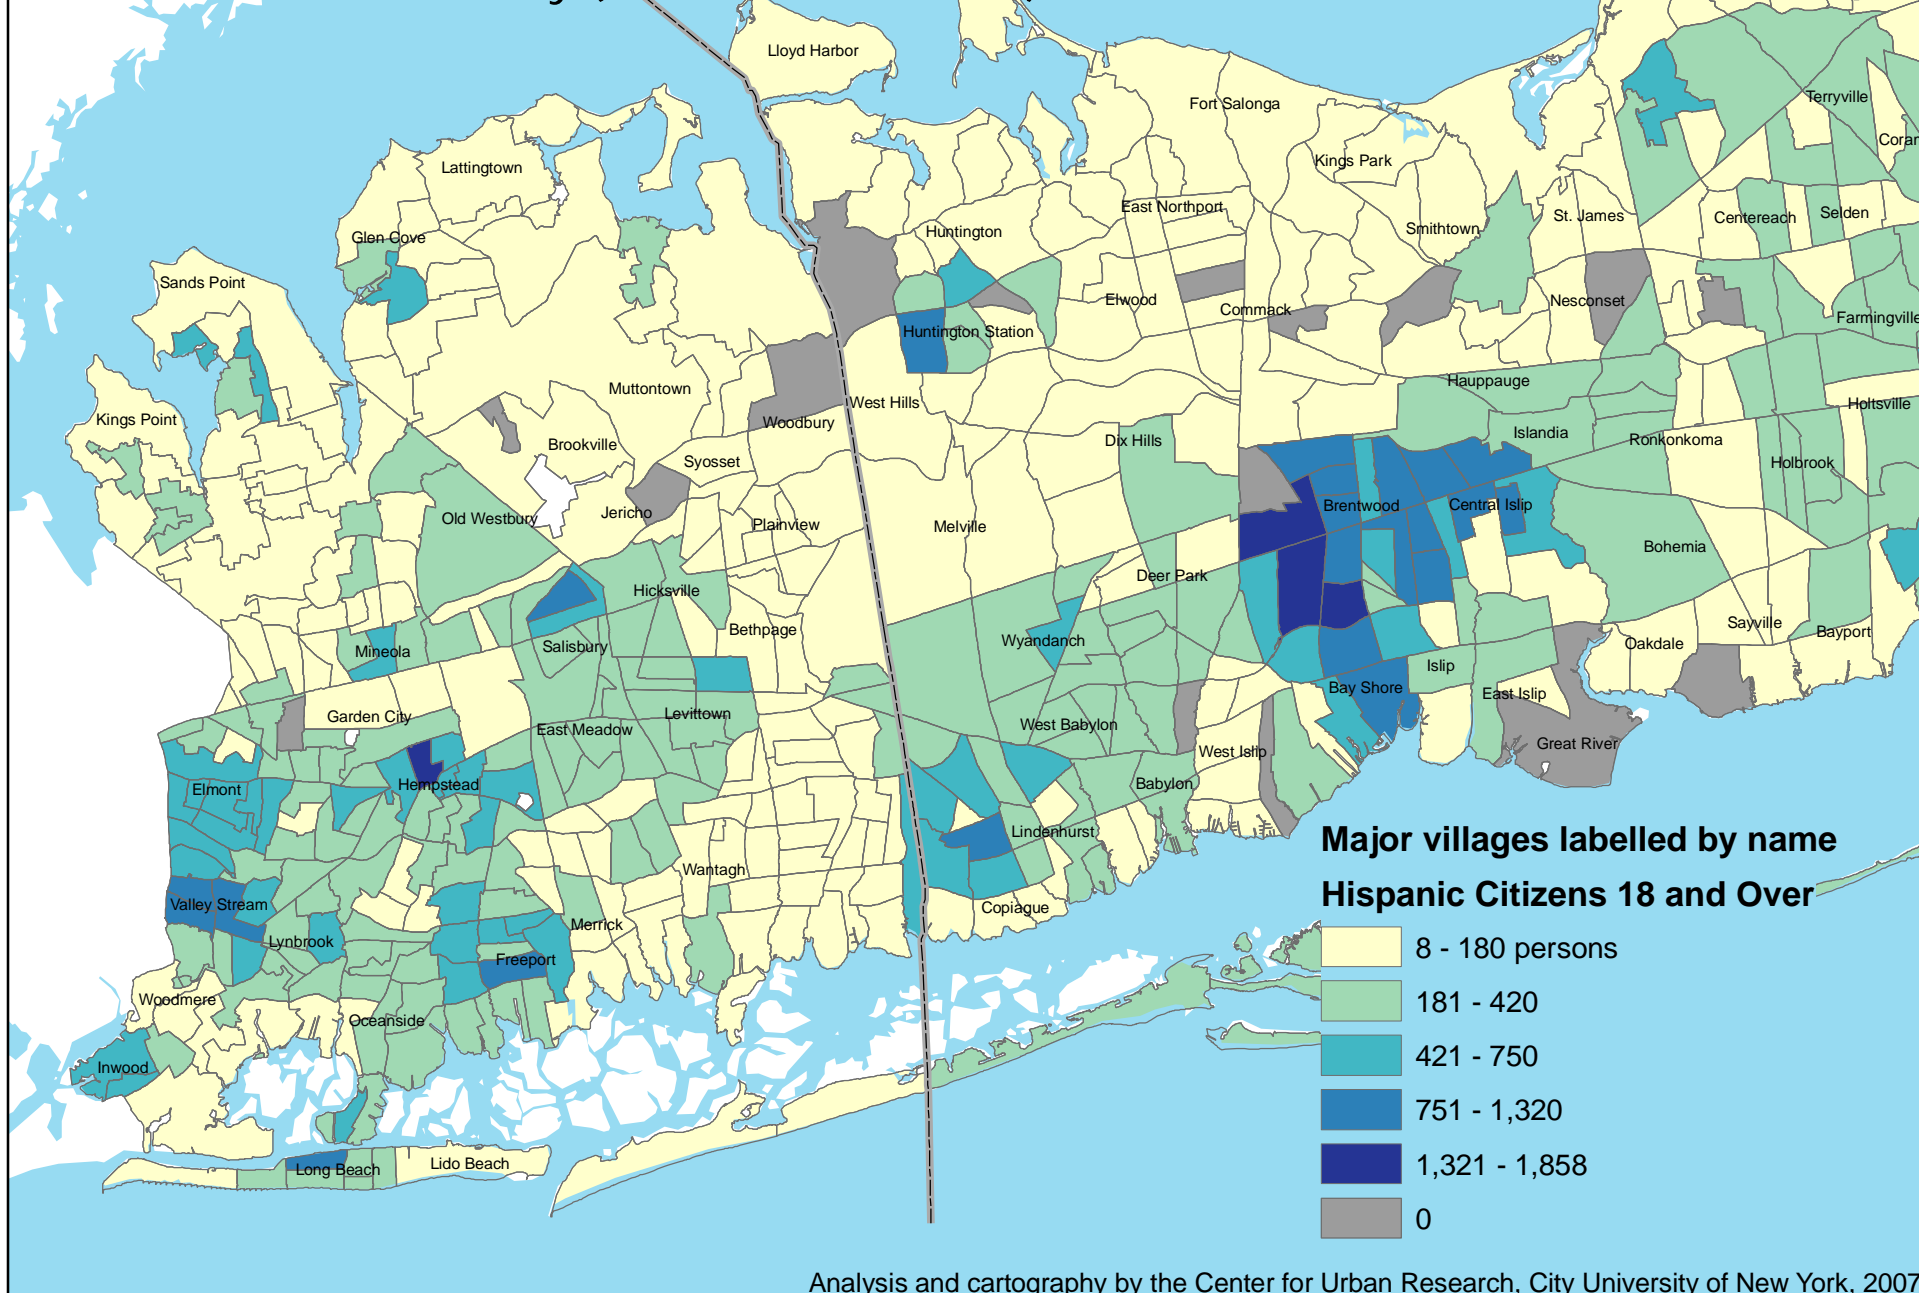 Lloyd Harbor
Fort Salonga
Terryville
Lattingtown
Kings Park
East Northport
St. James
Centereach
Selden
Smithtown
Huntington
Glen Cove
Sands Point
Elwood
Nesconset
Commack
Farmingville
Huntington Station
Hauppauge
Muttontown
West Hills
Holtsville
Kings Point
Woodbury
Brookville
Dix Hills
Islandia
Ronkonkoma
Syosset
Holbrook
Jericho
Old Westbury
Plainview
Melville
Brentwood
Central Islip
Bohemia
Deer Park
Hicksville
Bethpage
Wyandanch
Salisbury
Mineola
Sayville
Bayport
Oakdale
Islip
Bay Shore
East Islip
Garden City
Levittown
East Meadow
West Babylon
West Islip
Great River
Hempstead
Elmont
Babylon
Lindenhurst
Wantagh
Valley Stream
Copiague
Merrick
Lynbrook
Freeport
Woodmere
Oceanside
Inwood
Long Beach
Lido Beach
Major villages labelled by name
Hispanic Citizens 18 and Over
8 - 180 persons
181 - 420
421 - 750
751 - 1,320
1,321 - 1,858
0
Analysis and cartography by the Center for Urban Research, City University of New York, 2007